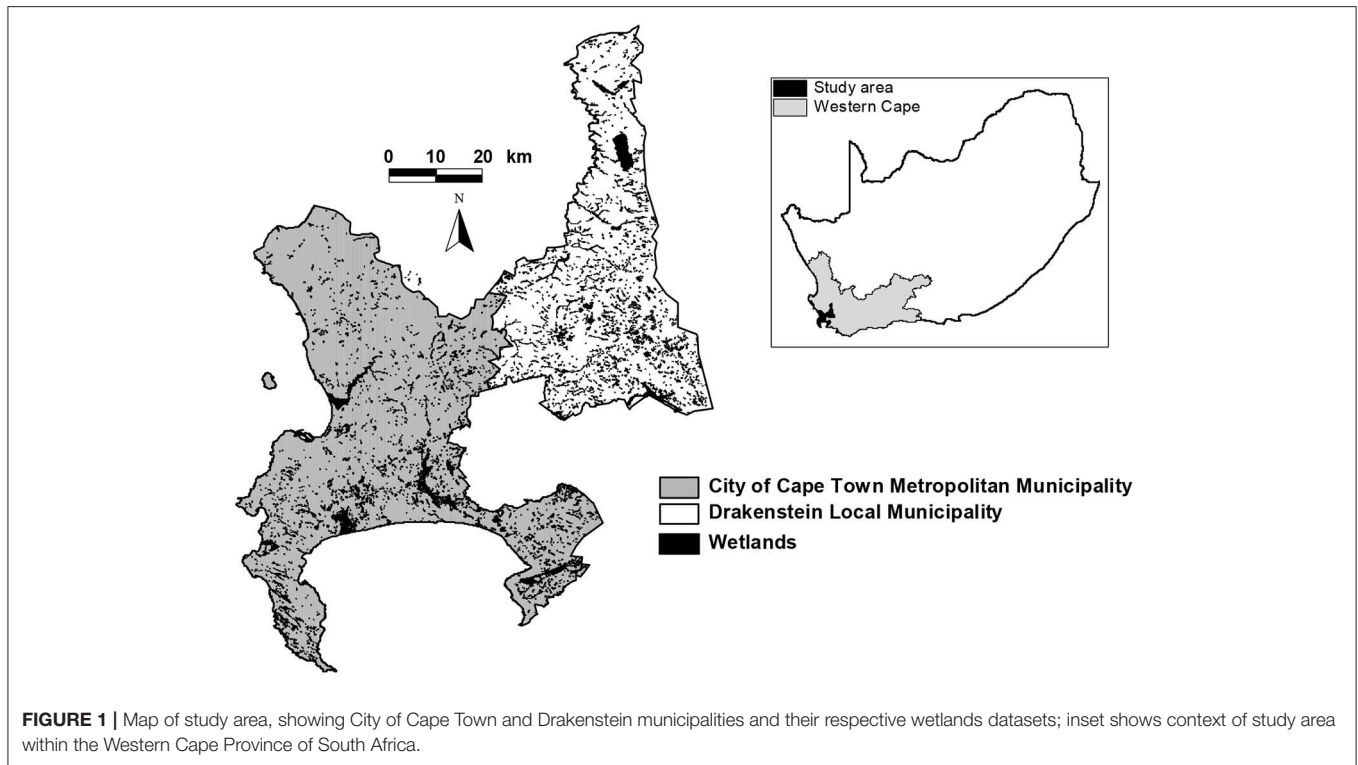 0 10 20 km
N
Study area
Western Cape
City of Cape Town Metropolitan Municipality
Drakenstein Local Municipality
Wetlands
FIGURE 1 | Map of study area, showing City of Cape Town and Drakenstein municipalities and their respective wetlands datasets; inset shows context of study area
within the Western Cape Province of South Africa.